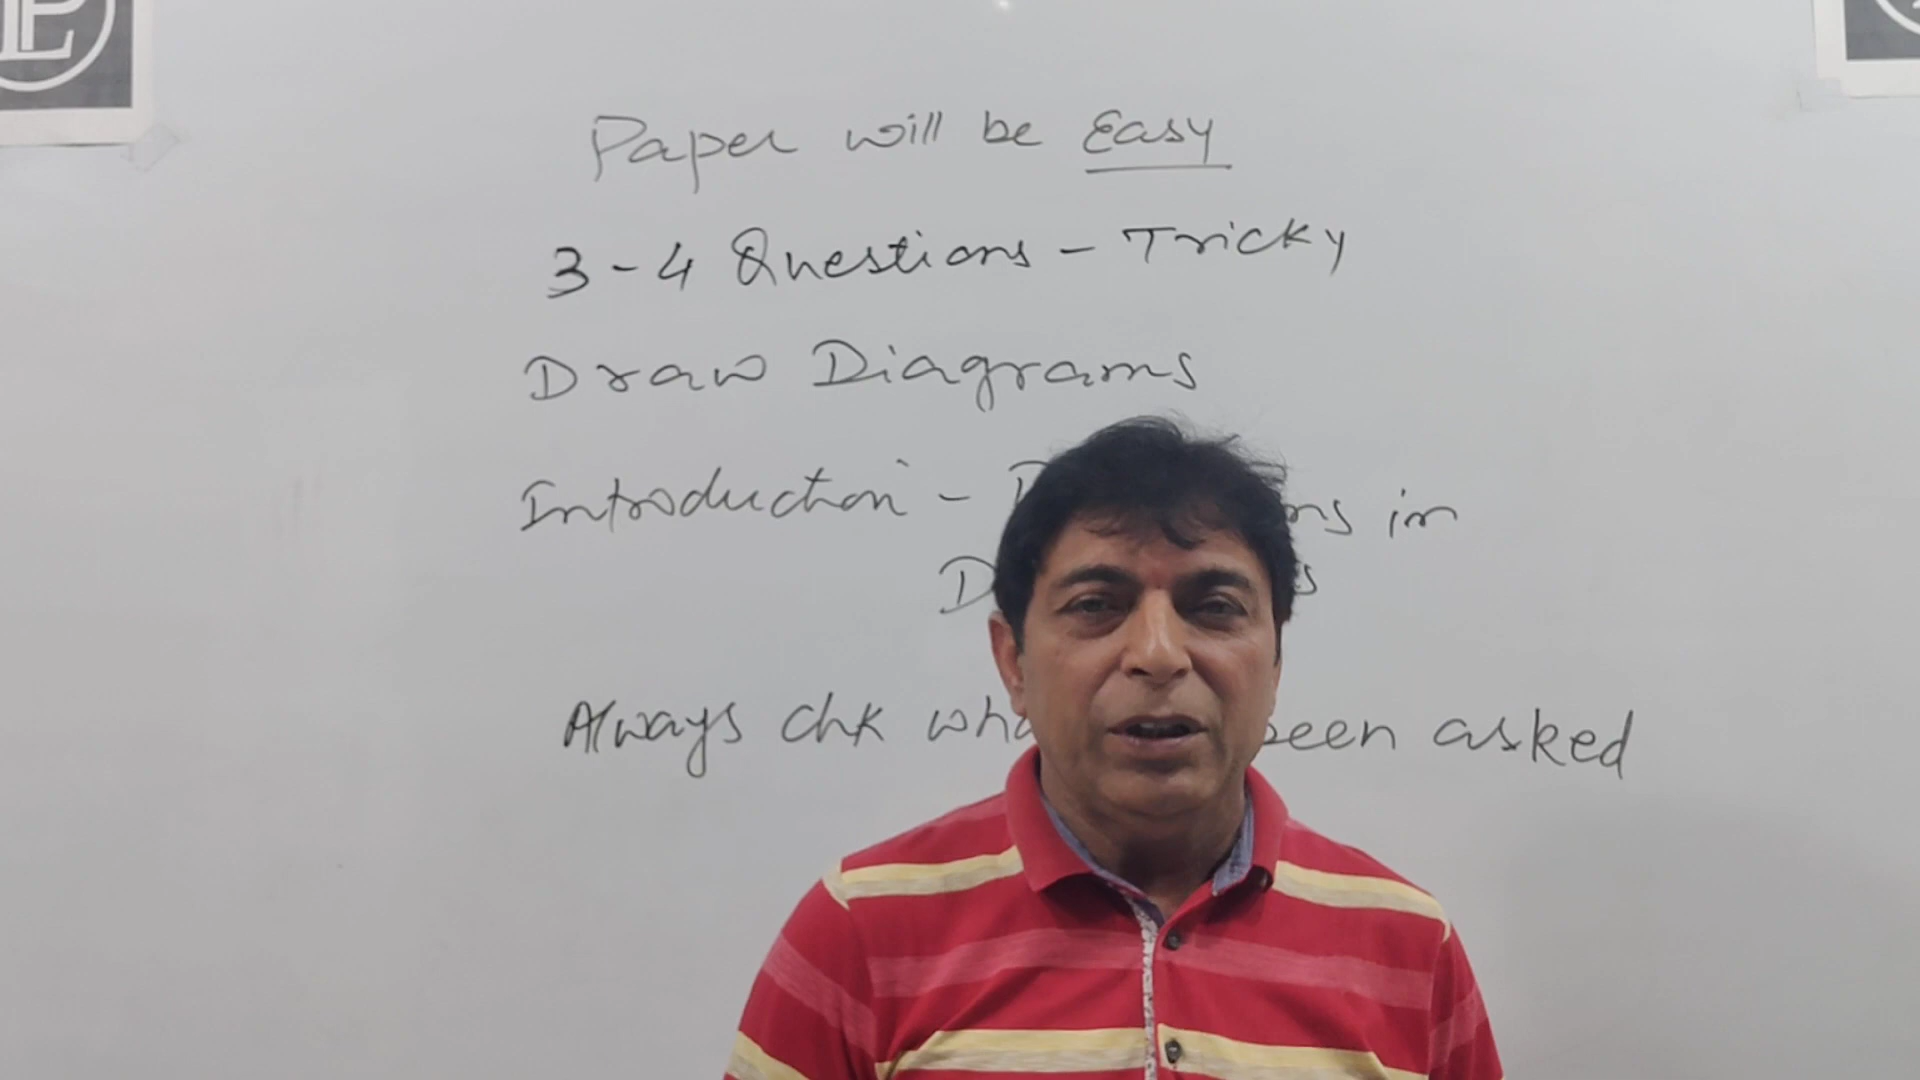 Paper will be Easy
3-4 Questions - Tricky
Draw Diagrams
Introduction - in
Always chk been asked